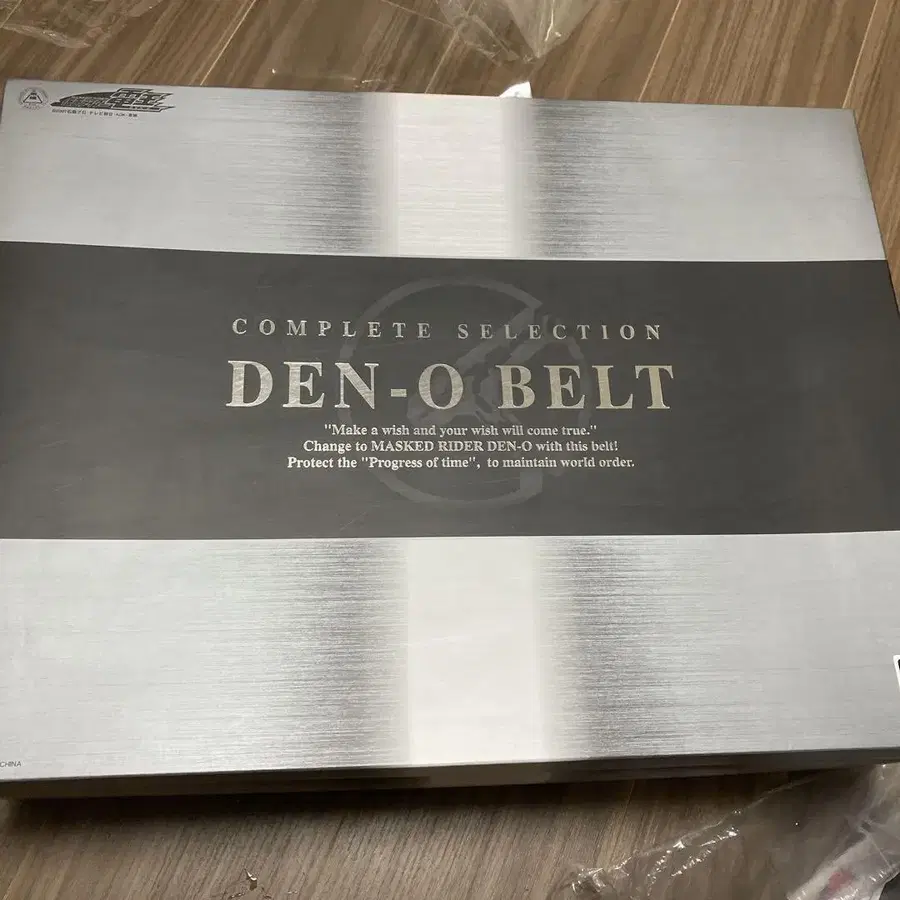 COMPLETE SELECTION
DEN-O BELT
"Make a wish and your wish will come true."
Change to MASKED RIDER DEN-O with this belt!
Protect the "Progress of time", to maintain world order.
CHINA